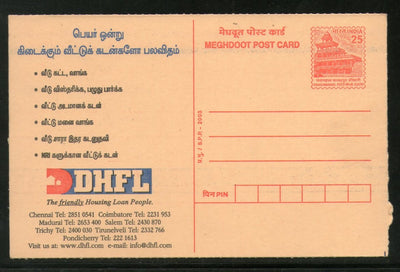 பெயர் ஒன்று
கிடைக்கும் வீட்டுக் கடன்களோ பலவிதம்
• வீடு கட்ட, வாங்க
• வீடு விஸ்தரிக்க, பழுது பார்க்க
• வீட்டு அடமானக் கடன்
• வீட்டு மனை வாங்க
• வீடு சாரா இதர கடனுதவி
• NRI களுக்கான வீட்டுக் கடன்
DHFL
The friendly Housing Loan People.
Chennai Tel: 2851 0541 Coimbatore Tel: 2231 953
Madurai Tel: 2653 400 Salem Tel: 2430 870
Trichy Tel: 2400 030 Tirunelveli Tel: 2332 766
Pondicherry Tel: 222 1613
Visit us at: www.dhfl.com e-mail: info@dhfl.com
मेघदूत पोस्ट कार्ड
MEGHDOOT POST CARD
भारत INDIA
25
प्र.मु. / S.P.P. - 2003
पिन PIN